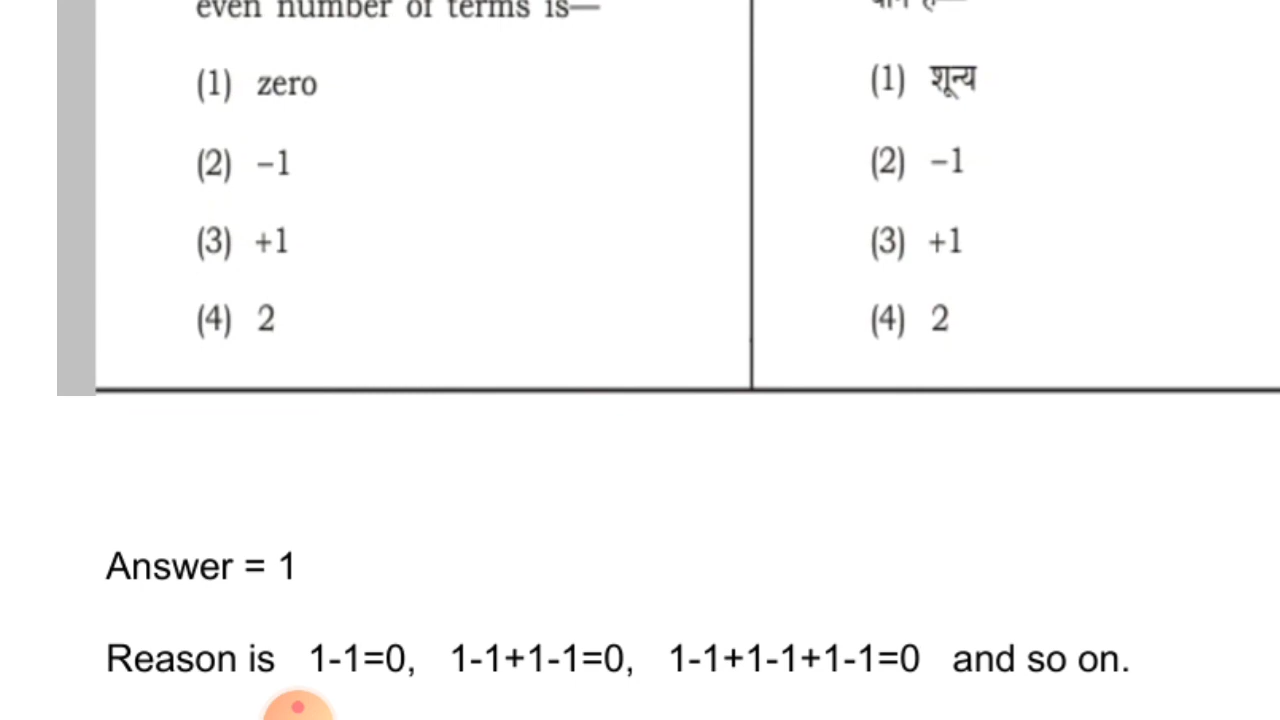 even number of terms is—
(1) zero
(2) –1
(3) +1
(4) 2
(1) शून्य
(2) –1
(3) +1
(4) 2
Answer = 1
Reason is 1-1=0, 1-1+1-1=0, 1-1+1-1+1-1=0 and so on.